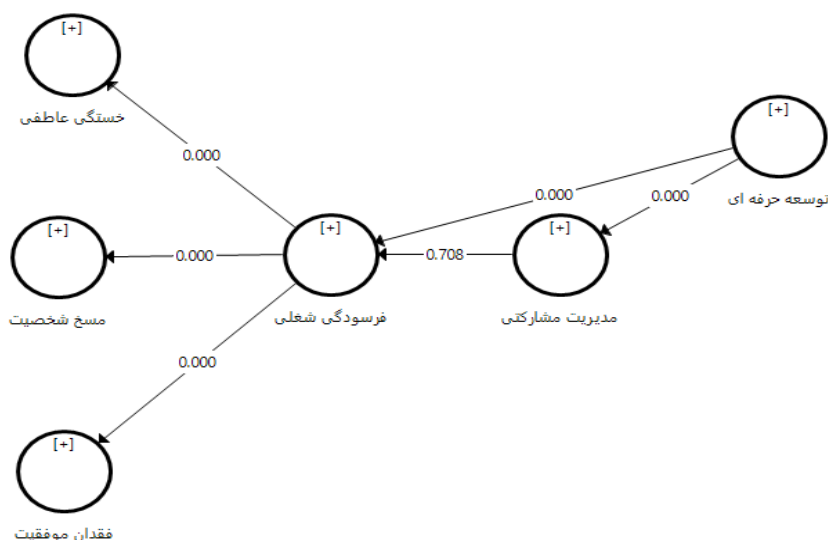 [+]
خستگی عاطفی
[+]
توسعه حرفه ای
0.000
0.000
0.000
[+]
مسخ شخصیت
0.000
[+]
فرسودگی شغلی
0.708
[+]
مدیریت مشارکتی
0.000
[+]
فقدان موفقیت